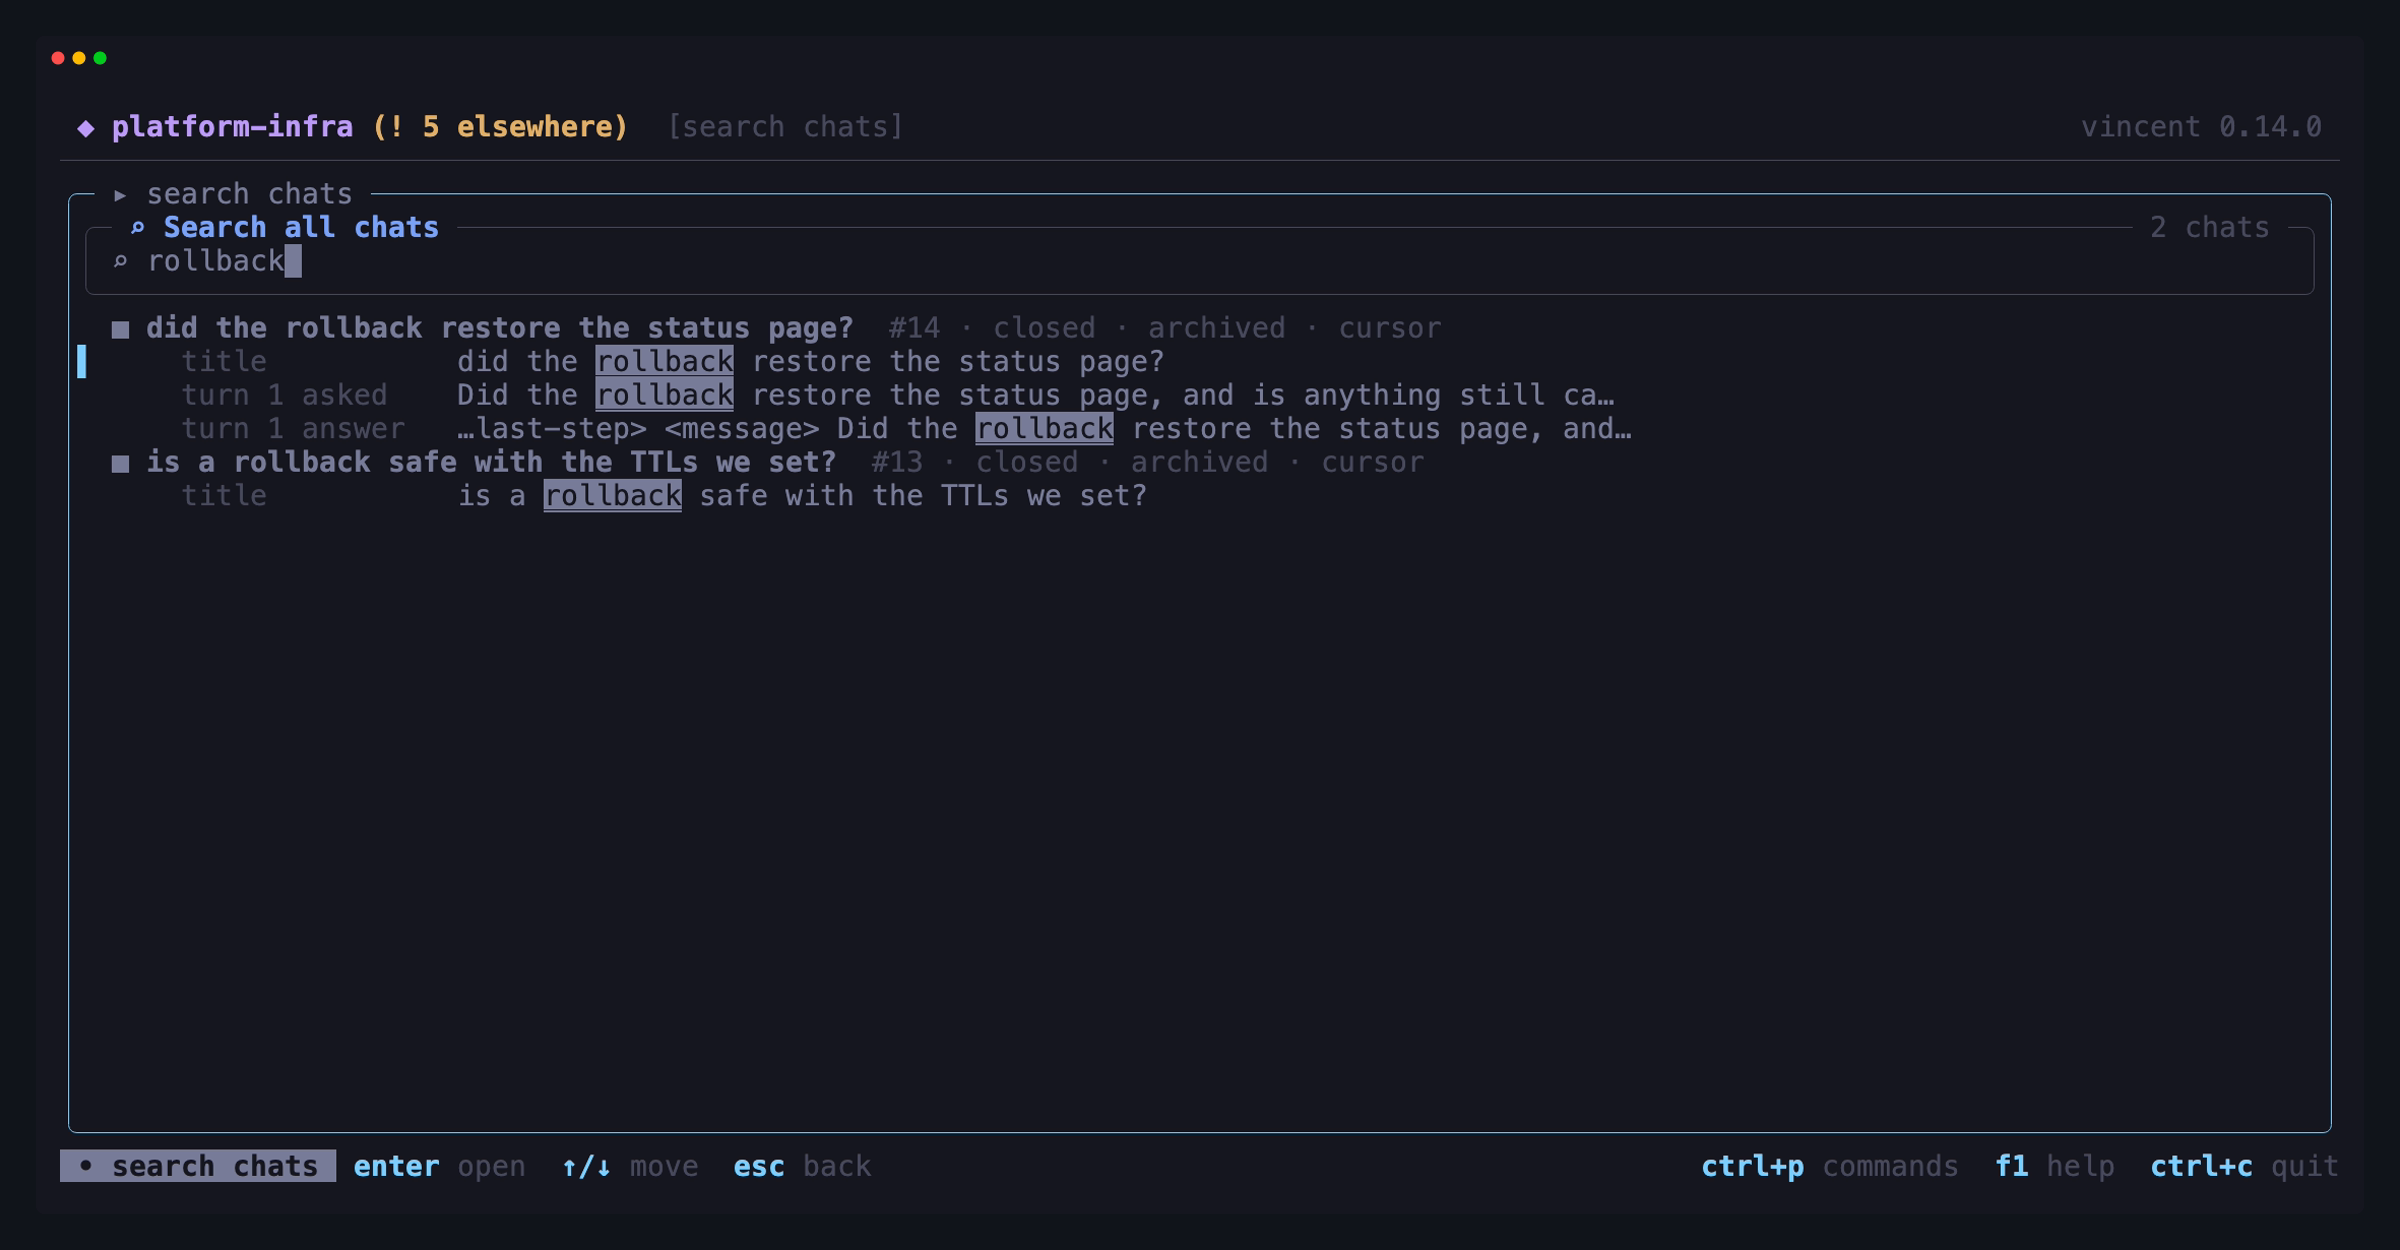 ◆ platform-infra (! 5 elsewhere) [search chats] vincent 0.14.0
▸ search chats
⌕ Search all chats 2 chats
⌕ rollback
■ did the rollback restore the status page? #14 · closed · archived · cursor
title did the rollback restore the status page?
turn 1 asked Did the rollback restore the status page, and is anything still ca…
turn 1 answer …last-step> <message> Did the rollback restore the status page, and…
■ is a rollback safe with the TTLs we set? #13 · closed · archived · cursor
title is a rollback safe with the TTLs we set?
• search chats enter open ↑/↓ move esc back ctrl+p commands f1 help ctrl+c quit